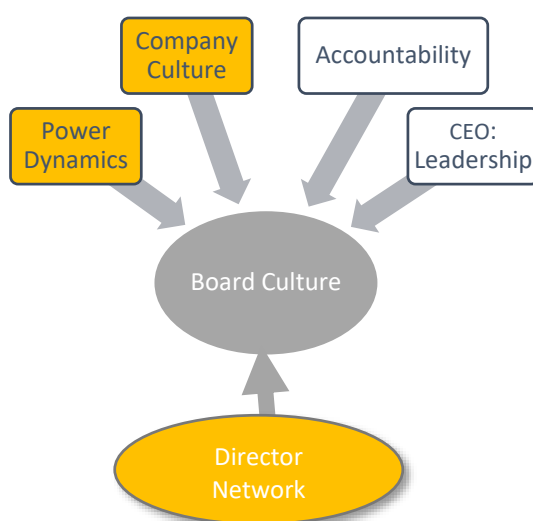 Company
Culture
Accountability
Power
Dynamics
CEO:
Leadership
Board Culture
Director
Network